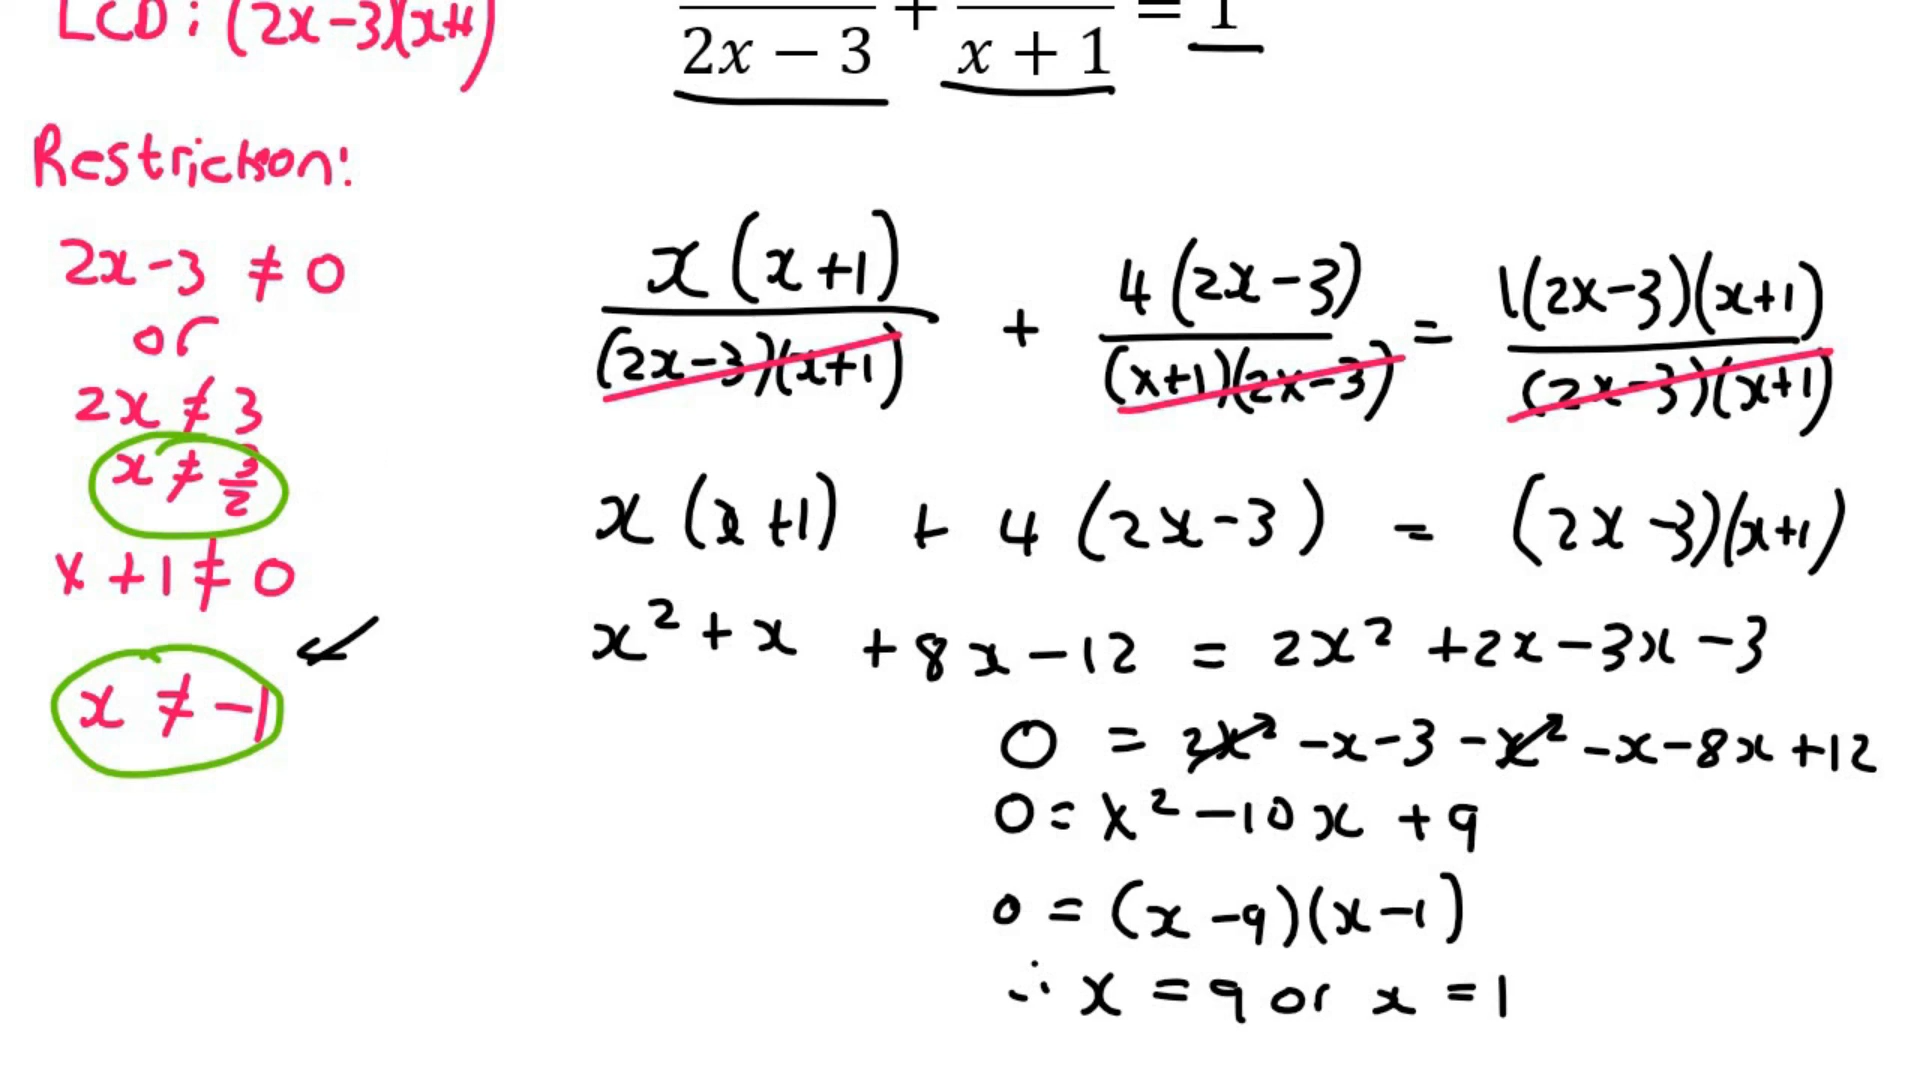 LCD: (2x-3)(x+1)
2x − 3 + x + 1 = 1
Restriction:
2x-3 ≠ 0
or
2x ≠ 3
x ≠ 3/2
x+1 ≠ 0
x ≠ -1
x(x+1)/(2x-3)(x+1) + 4(2x-3)/(x+1)(2x-3) = 1(2x-3)(x+1)/(2x-3)(x+1)
x(x+1) + 4(2x-3) = (2x-3)(x+1)
x² + x + 8x - 12 = 2x² + 2x - 3x - 3
0 = 2x² - x - 3 - x² - x - 8x + 12
0 = x² - 10x + 9
0 = (x-9)(x-1)
∴ x = 9 or x = 1